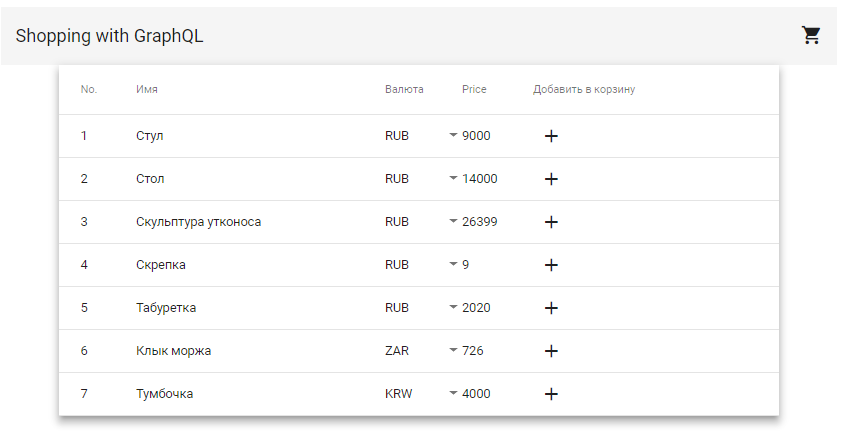 Shopping with GraphQL
No. Имя Валюта Price Добавить в корзину
1 Стул RUB 9000
2 Стол RUB 14000
3 Скульптура утконоса RUB 26399
4 Скрепка RUB 9
5 Табуретка RUB 2020
6 Клык моржа ZAR 726
7 Тумбочка KRW 4000